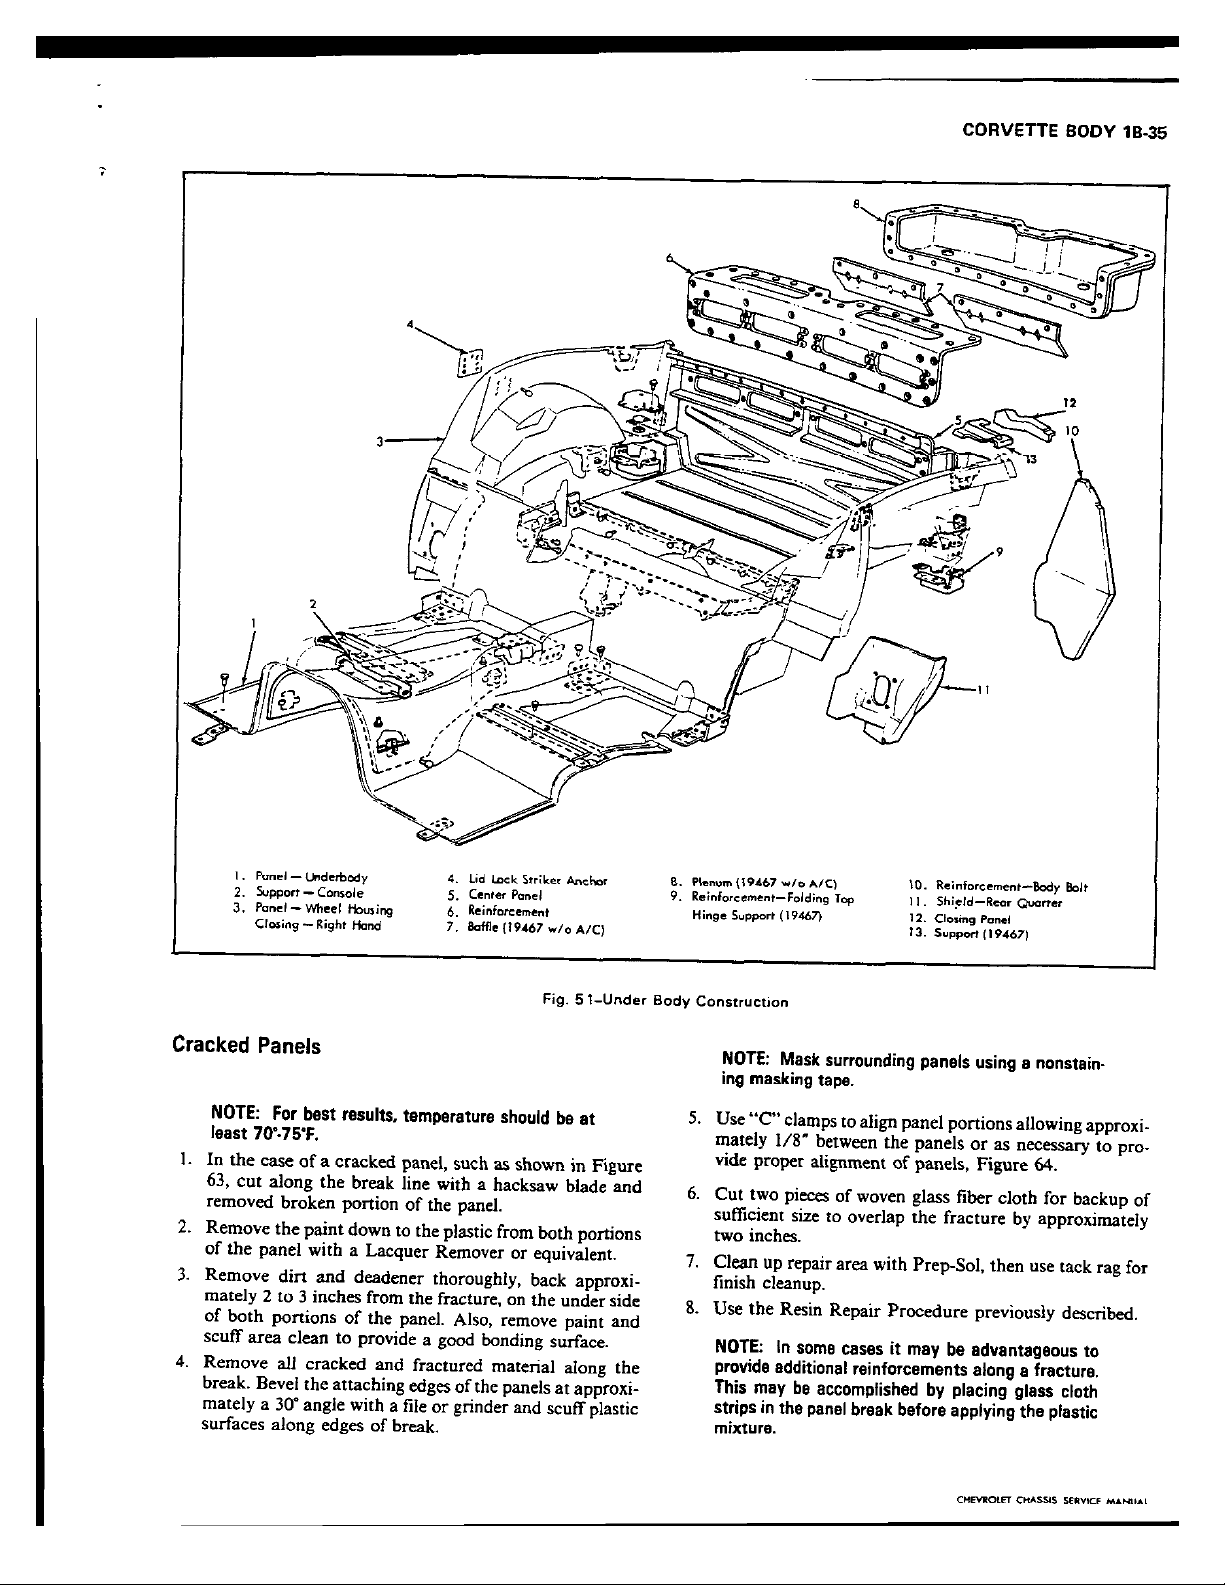 CORVETTE BODY 1B-35
8
6
7
4
12
5
10
3
13
9
2
1
11
1. Panel — Underbody
2. Support — Console
3. Panel — Wheel Housing
Closing — Right Hand
4. Lid Lock Striker Anchor
5. Center Panel
6. Reinforcement
7. Baffle (19467 w/o A/C)
8. Plenum (19467 w/o A/C)
9. Reinforcement—Folding Top
Hinge Support (19467)
10. Reinforcement—Body Bolt
11. Shield—Rear Quarter
12. Closing Panel
13. Support (19467)
Fig. 51-Under Body Construction
Cracked Panels
NOTE: For best results, temperature should be at
least 70°-75°F.
1. In the case of a cracked panel, such as shown in Figure
63, cut along the break line with a hacksaw blade and
removed broken portion of the panel.
2. Remove the paint down to the plastic from both portions
of the panel with a Lacquer Remover or equivalent.
3. Remove dirt and deadener thoroughly, back approxi-
mately 2 to 3 inches from the fracture, on the under side
of both portions of the panel. Also, remove paint and
scuff area clean to provide a good bonding surface.
4. Remove all cracked and fractured material along the
break. Bevel the attaching edges of the panels at approxi-
mately a 30° angle with a file or grinder and scuff plastic
surfaces along edges of break.
NOTE: Mask surrounding panels using a nonstain-
ing masking tape.
5. Use "C" clamps to align panel portions allowing approxi-
mately 1/8" between the panels or as necessary to pro-
vide proper alignment of panels, Figure 64.
6. Cut two pieces of woven glass fiber cloth for backup of
sufficient size to overlap the fracture by approximately
two inches.
7. Clean up repair area with Prep-Sol, then use tack rag for
finish cleanup.
8. Use the Resin Repair Procedure previously described.
NOTE: In some cases it may be advantageous to
provide additional reinforcements along a fracture.
This may be accomplished by placing glass cloth
strips in the panel break before applying the plastic
mixture.
CHEVROLET CHASSIS SERVICE MANUAL